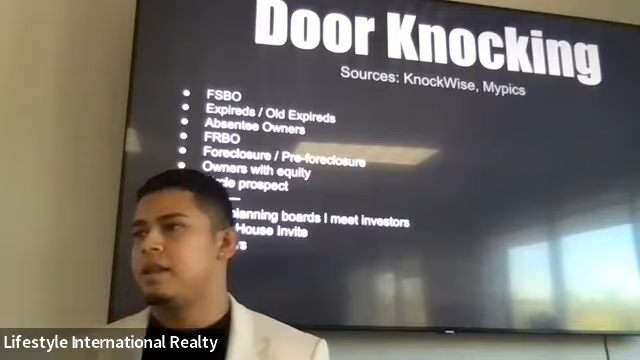 Door Knocking
Sources: KnockWise, Mypics
FSBO
Expireds / Old Expireds
Absentee Owners
FRBO
Foreclosure / Pre-foreclosure
Owners with equity
prospect
planning boards I meet investors
House Invite
Lifestyle International Realty